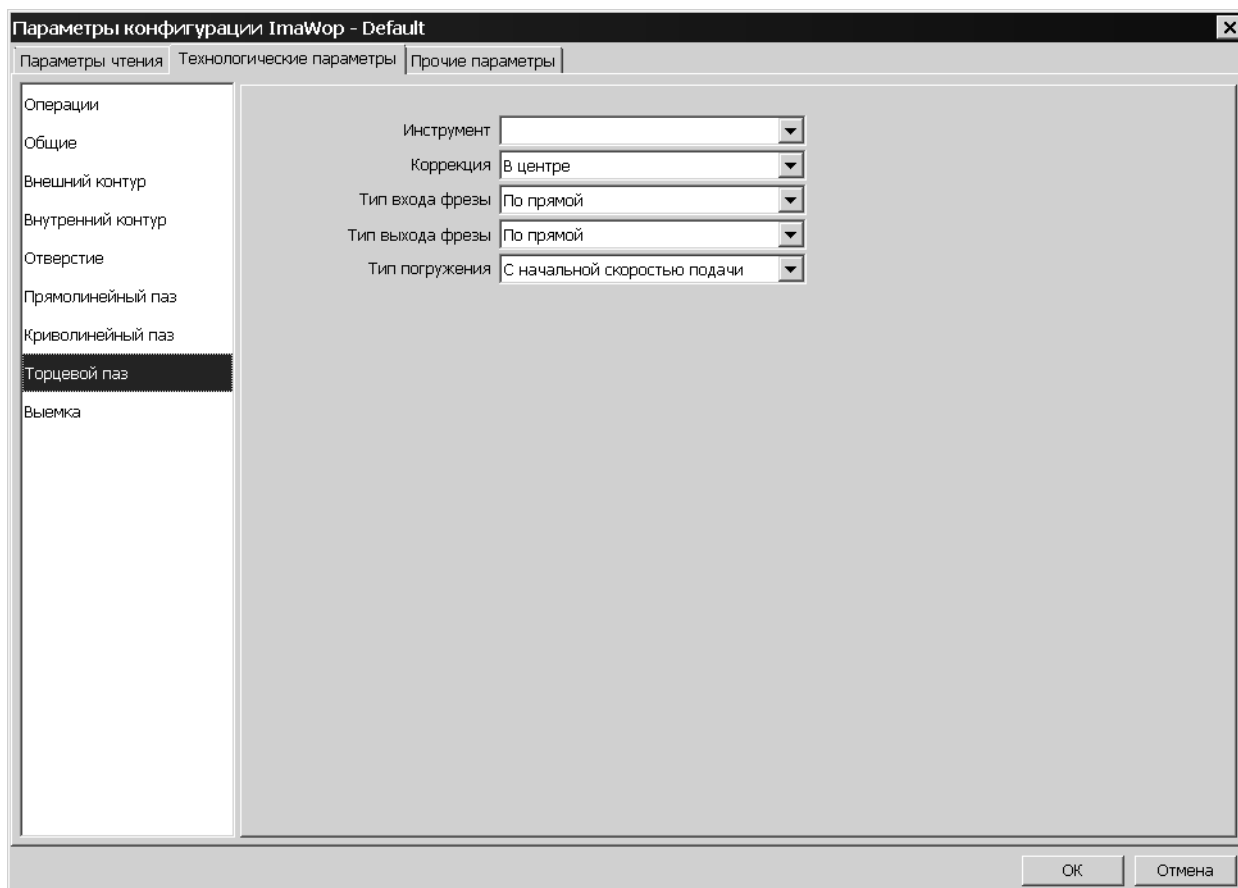 Параметры конфигурации ImaWop - Default
Параметры чтения Технологические параметры Прочие параметры
Операции
Общие
Внешний контур
Внутренний контур
Отверстие
Прямолинейный паз
Криволинейный паз
Торцевой паз
Выемка
Инструмент
Коррекция В центре
Тип входа фрезы По прямой
Тип выхода фрезы По прямой
Тип погружения С начальной скоростью подачи
ОК Отмена